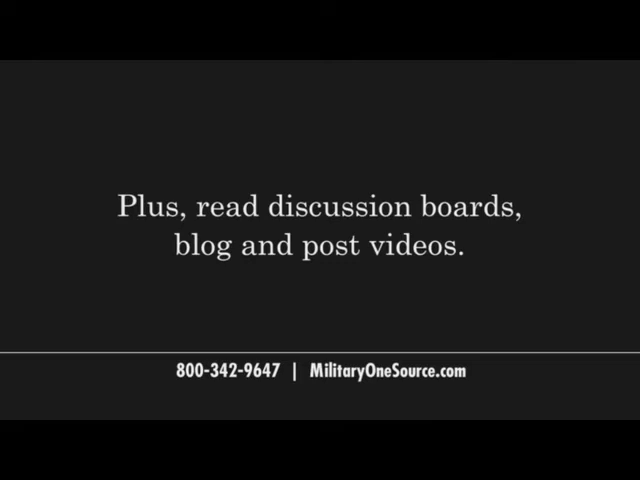 Plus, read discussion boards,
blog and post videos.
800-342-9647 | MilitaryOneSource.com